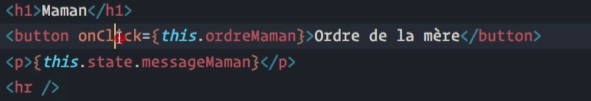 <h1>Maman</h1>
<button onClick={this.ordreMaman}>Ordre de la mère</button>
<p>{this.state.messageMaman}</p>
<hr />